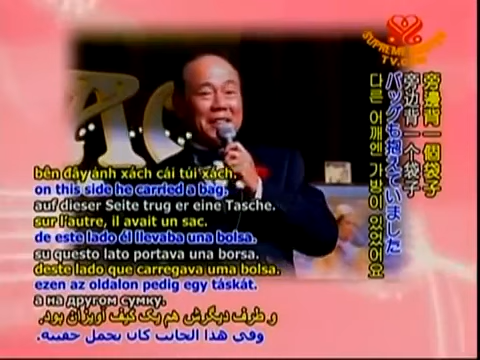 SUPREME
TV.COM
旁邊背一個袋子
旁边背一个袋子
バッグも抱えていました
다른 어깨엔 가방이 있었어요
bên đây ánh xách cái túi xách.
on this side he carried a bag.
auf dieser Seite trug er eine Tasche.
sur l'autre, il avait un sac.
de este lado él llevaba una bolsa.
su questo lato portava una borsa.
deste lado que carregava uma bolsa.
ezen az oldalon pedig egy táskát.
а на другом сумку.
و طرف دیگرش هم یک کیف آویزان بود.
وفي هذا الجانب كان يحمل حقيبة.